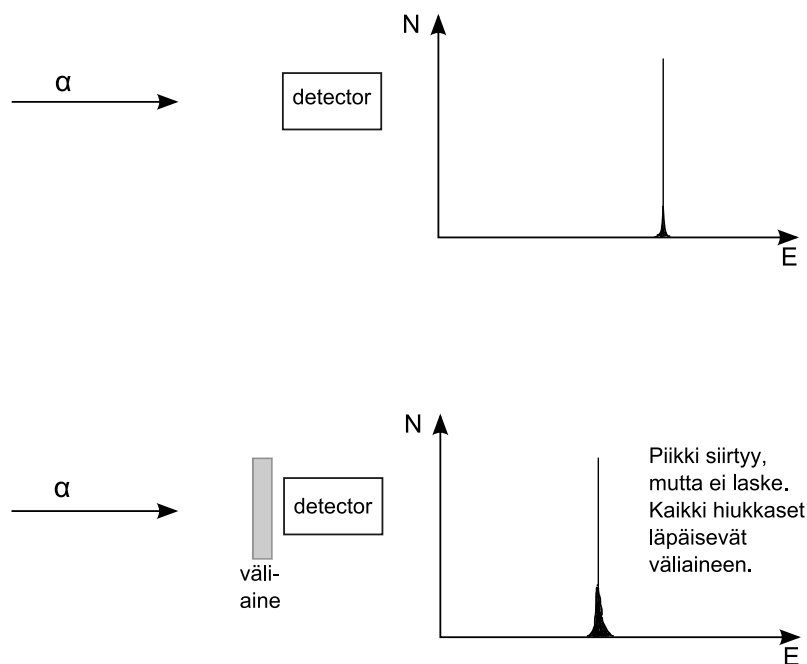 N
α
detector
E
N
α
detector
väli-
aine
Piikki siirtyy,
mutta ei laske.
Kaikki hiukkaset
läpäisevät
väliaineen.
E